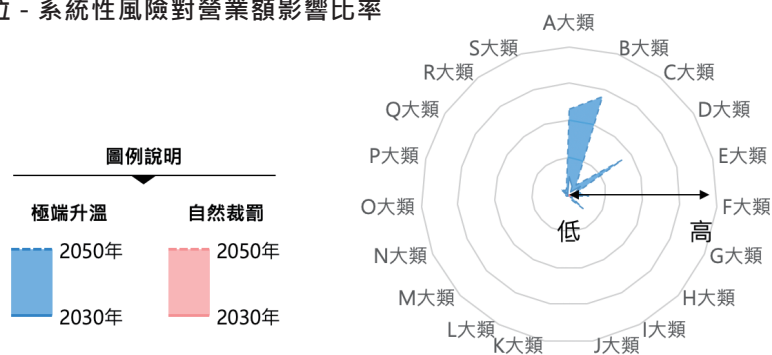 位 - 系統性風險對營業額影響比率
圖例說明
極端升溫
自然裁罰
2050年
2050年
2030年
2030年
A大類
B大類
C大類
D大類
E大類
F大類
G大類
H大類
I大類
J大類
K大類
L大類
M大類
N大類
O大類
P大類
Q大類
R大類
S大類
低
高